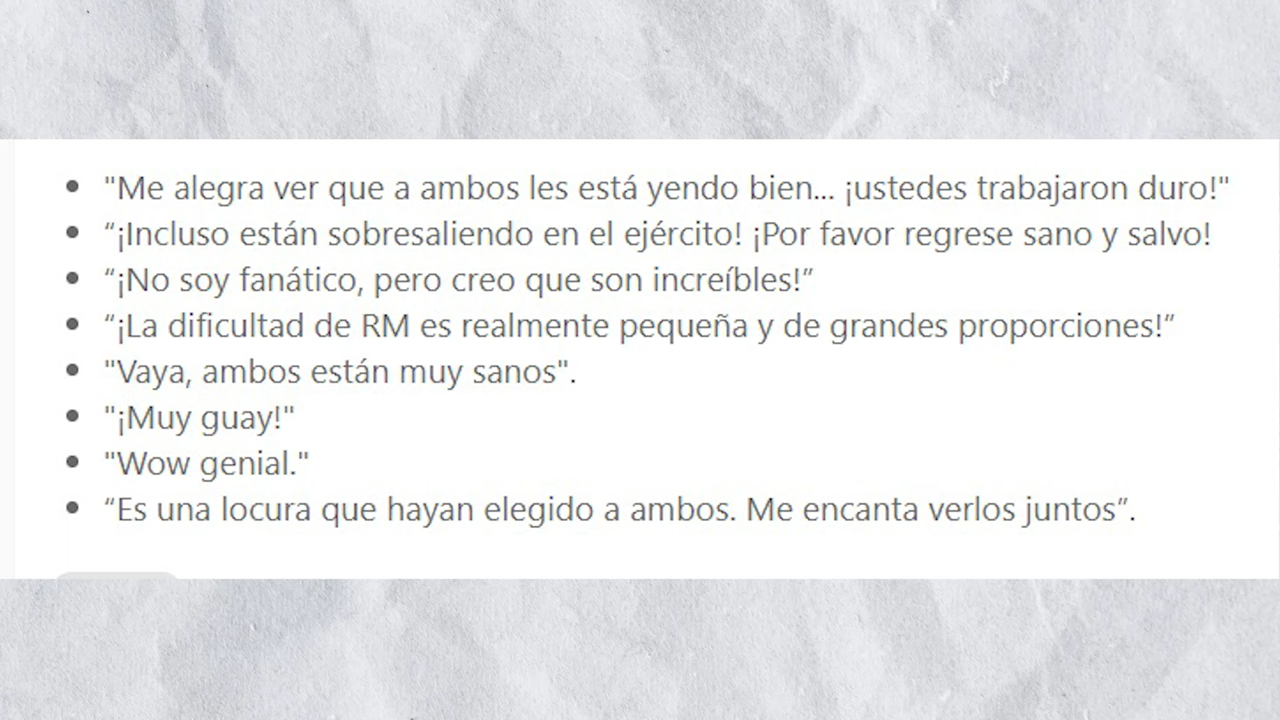 • "Me alegra ver que a ambos les está yendo bien... ¡ustedes trabajaron duro!"
• “¡Incluso están sobresaliendo en el ejército! ¡Por favor regrese sano y salvo!
• “¡No soy fanático, pero creo que son increíbles!”
• “¡La dificultad de RM es realmente pequeña y de grandes proporciones!”
• "Vaya, ambos están muy sanos".
• "¡Muy guay!"
• "Wow genial."
• “Es una locura que hayan elegido a ambos. Me encanta verlos juntos”.